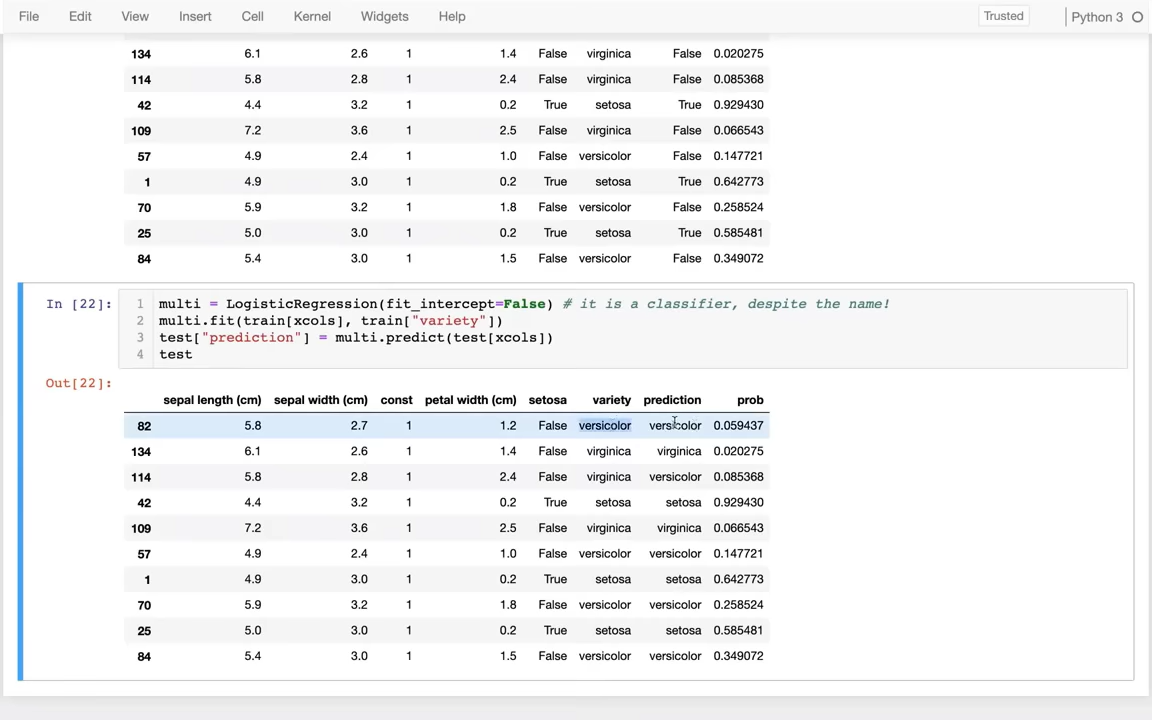 File Edit View Insert Cell Kernel Widgets Help Trusted Python 3
134 6.1 2.6 1 1.4 False virginica False 0.020275
114 5.8 2.8 1 2.4 False virginica False 0.085368
42 4.4 3.2 1 0.2 True setosa True 0.929430
109 7.2 3.6 1 2.5 False virginica False 0.066543
57 4.9 2.4 1 1.0 False versicolor False 0.147721
1 4.9 3.0 1 0.2 True setosa True 0.642773
70 5.9 3.2 1 1.8 False versicolor False 0.258524
25 5.0 3.0 1 0.2 True setosa True 0.585481
84 5.4 3.0 1 1.5 False versicolor False 0.349072
In [22]: 1 multi = LogisticRegression(fit_intercept=False) # it is a classifier, despite the name!
2 multi.fit(train[xcols], train["variety"])
3 test["prediction"] = multi.predict(test[xcols])
4 test
Out[22]:
sepal length (cm) sepal width (cm) const petal width (cm) setosa variety prediction prob
82 5.8 2.7 1 1.2 False versicolor versicolor 0.059437
134 6.1 2.6 1 1.4 False virginica virginica 0.020275
114 5.8 2.8 1 2.4 False virginica versicolor 0.085368
42 4.4 3.2 1 0.2 True setosa setosa 0.929430
109 7.2 3.6 1 2.5 False virginica virginica 0.066543
57 4.9 2.4 1 1.0 False versicolor versicolor 0.147721
1 4.9 3.0 1 0.2 True setosa setosa 0.642773
70 5.9 3.2 1 1.8 False versicolor versicolor 0.258524
25 5.0 3.0 1 0.2 True setosa setosa 0.585481
84 5.4 3.0 1 1.5 False versicolor versicolor 0.349072